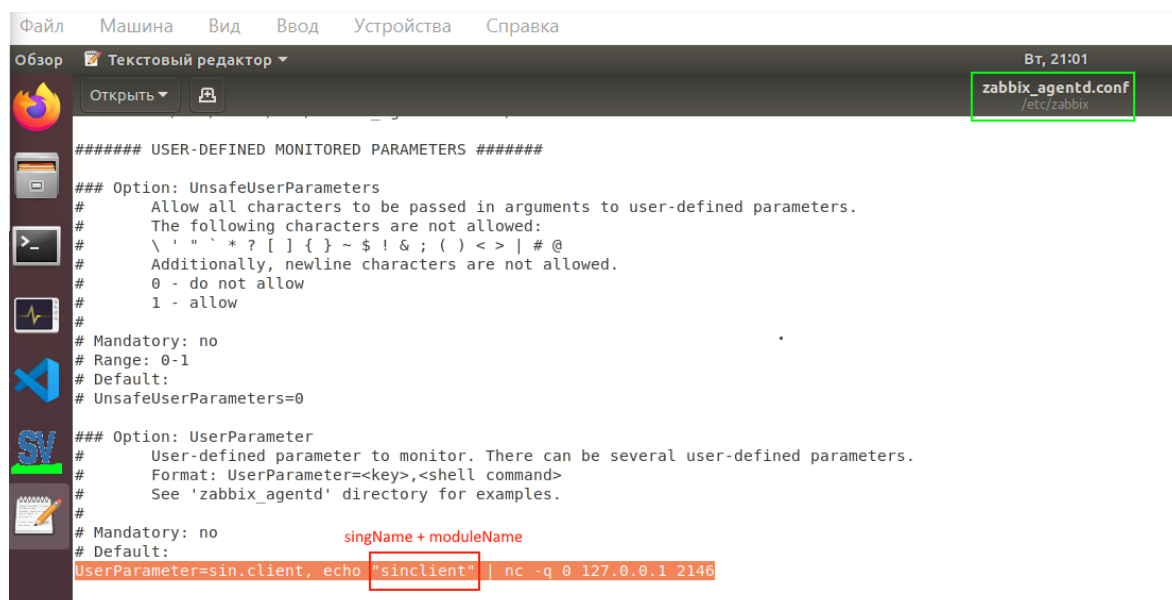 Файл Машина Вид Ввод Устройства Справка
Обзор Текстовый редактор Вт, 21:01
Открыть zabbix_agentd.conf
/etc/zabbix
####### USER-DEFINED MONITORED PARAMETERS #######
### Option: UnsafeUserParameters
# Allow all characters to be passed in arguments to user-defined parameters.
# The following characters are not allowed:
# \ ' " ` * ? [ ] { } ~ $ ! & ; ( ) < > | # @
# Additionally, newline characters are not allowed.
# 0 - do not allow
# 1 - allow
#
# Mandatory: no
# Range: 0-1
# Default:
# UnsafeUserParameters=0
### Option: UserParameter
# User-defined parameter to monitor. There can be several user-defined parameters.
# Format: UserParameter=<key>,<shell command>
# See 'zabbix_agentd' directory for examples.
#
# Mandatory: no
singName + moduleName
# Default:
UserParameter=sin.client, echo "sinclient" | nc -q 0 127.0.0.1 2146
SV